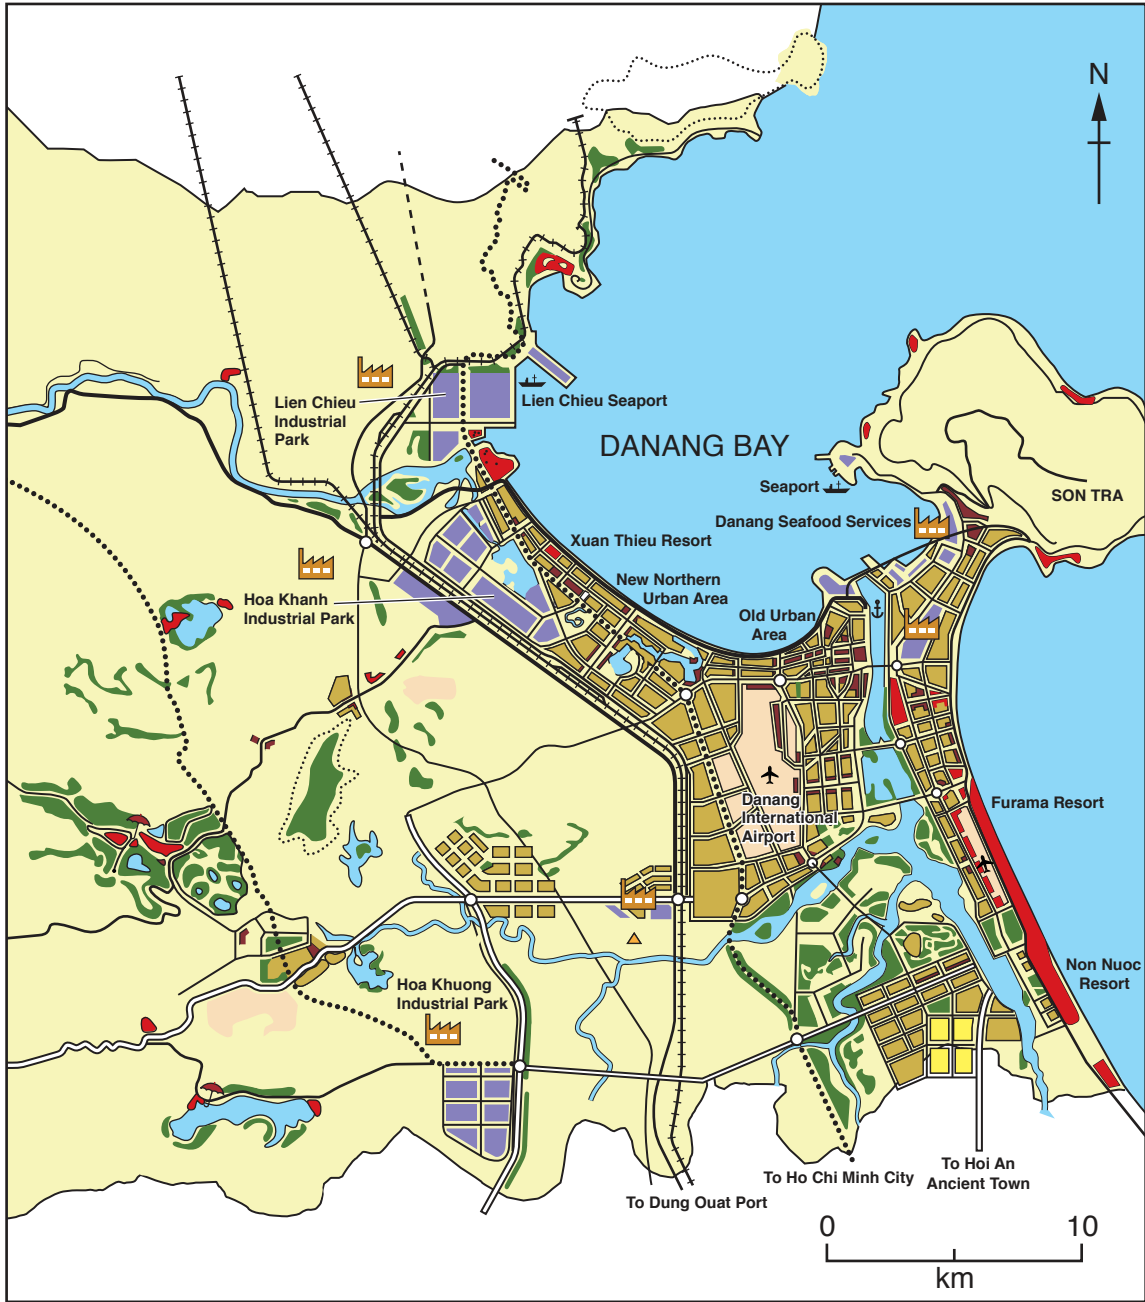 N
Lien Chieu
Industrial
Park
Lien Chieu Seaport
DANANG BAY
Seaport
SON TRA
Danang Seafood Services
Xuan Thieu Resort
New Northern
Urban Area
Old Urban
Area
Hoa Khanh
Industrial Park
Danang
International
Airport
Furama Resort
Non Nuoc
Resort
Hoa Khuong
Industrial Park
To Ho Chi Minh City
To Hoi An
Ancient Town
To Dung Ouat Port
0
10
km